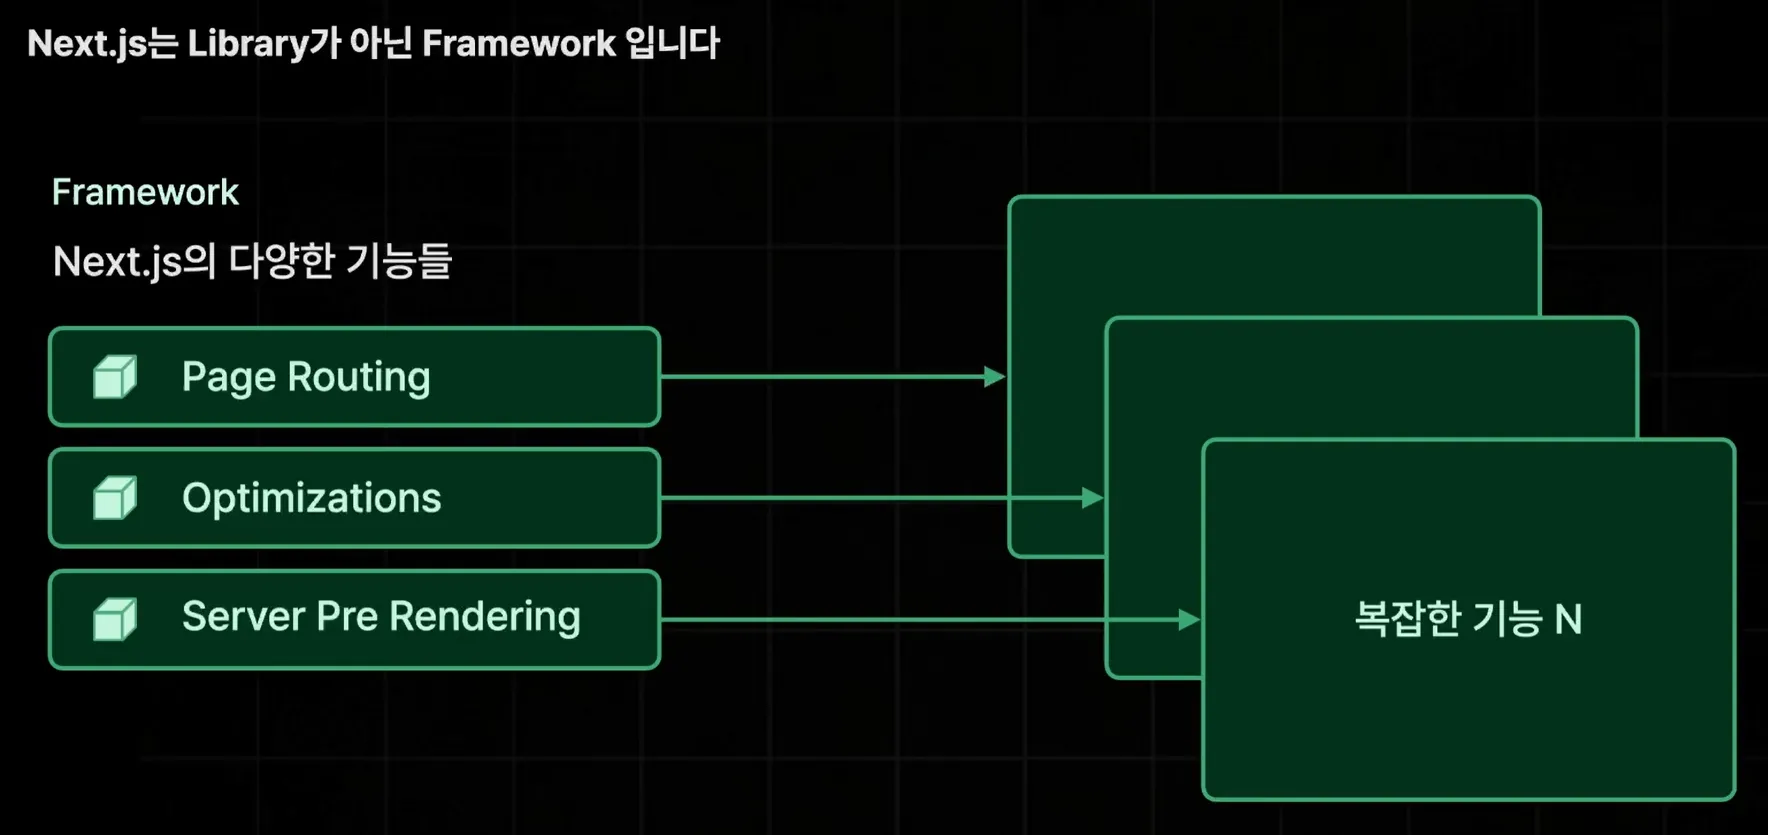 Next.js는 Library가 아닌 Framework 입니다
Framework
Next.js의 다양한 기능들
Page Routing
Optimizations
Server Pre Rendering
복잡한 기능 N